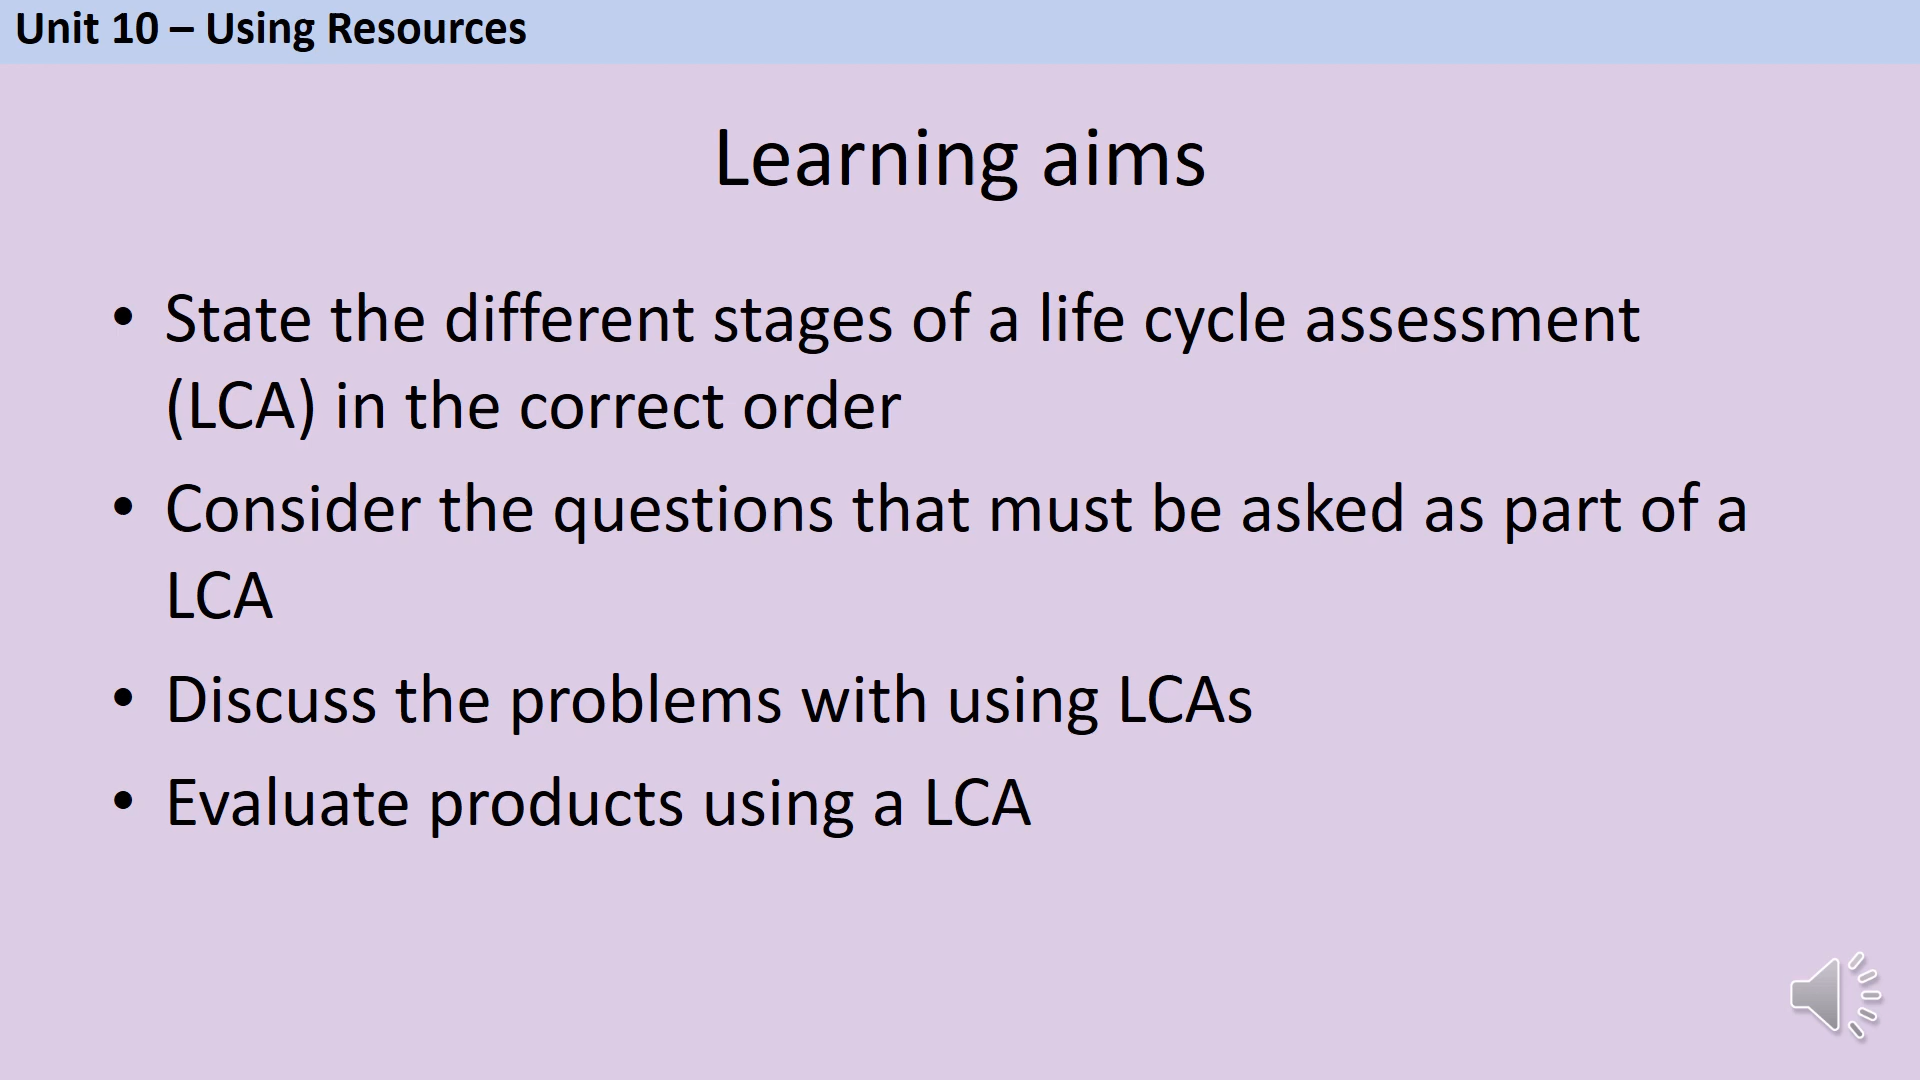 Unit 10 – Using Resources
Learning aims
• State the different stages of a life cycle assessment
(LCA) in the correct order
• Consider the questions that must be asked as part of a
LCA
• Discuss the problems with using LCAs
• Evaluate products using a LCA